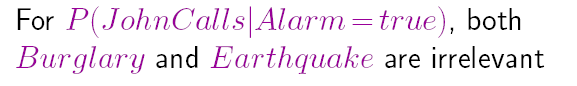 For P(JohnCalls|Alarm = true), both
Burglary and Earthquake are irrelevant